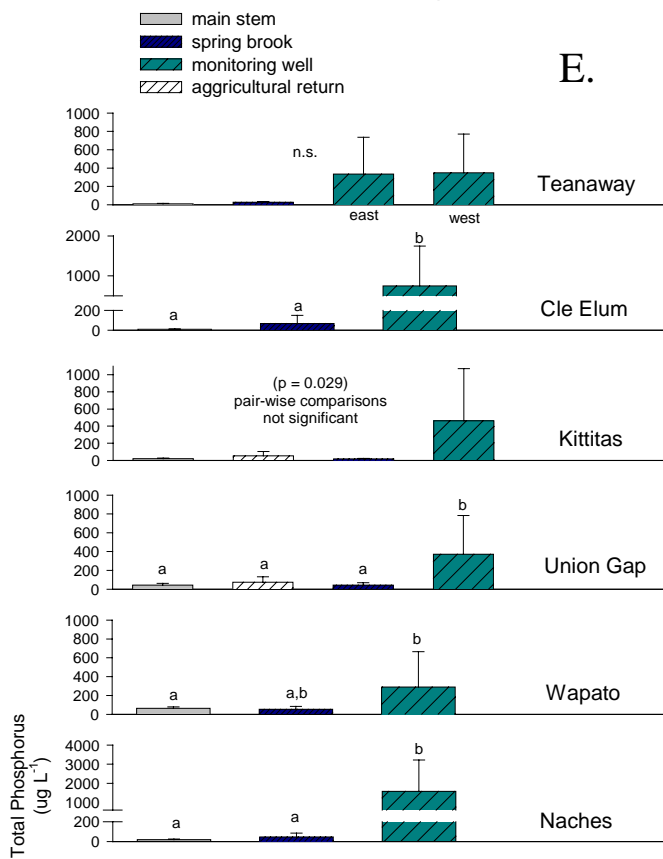 main stem
spring brook
monitoring well
aggricultural return
E.
1000
800
600
400
200
0
n.s.
east
west
Teanaway
2000
1000
200
0
a
a
b
Cle Elum
1000
800
600
400
200
0
(p = 0.029)
pair-wise comparisons
not significant
Kittitas
1000
800
600
400
200
0
a
a
a
b
Union Gap
1000
800
600
400
200
0
a
a,b
b
Wapato
4000
3000
2000
1000
200
0
a
a
b
Naches
Total Phosphorus
(ug L-1)